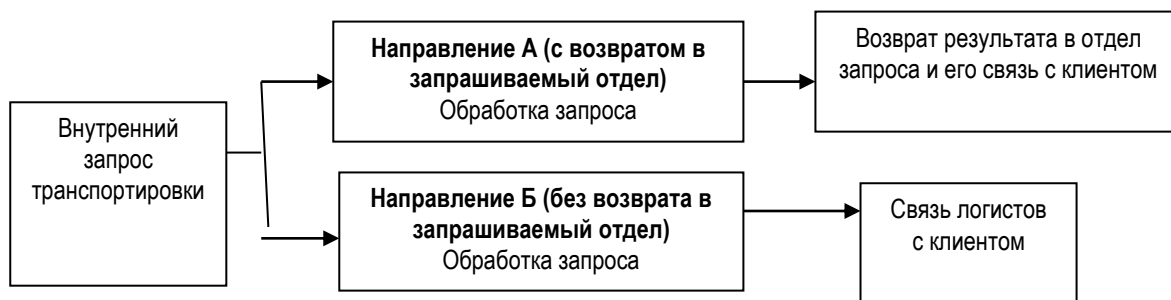 Внутренний
запрос
транспортировки
Направление А (с возвратом в
запрашиваемый отдел)
Обработка запроса
Возврат результата в отдел
запроса и его связь с клиентом
Направление Б (без возврата в
запрашиваемый отдел)
Обработка запроса
Связь логистов
с клиентом